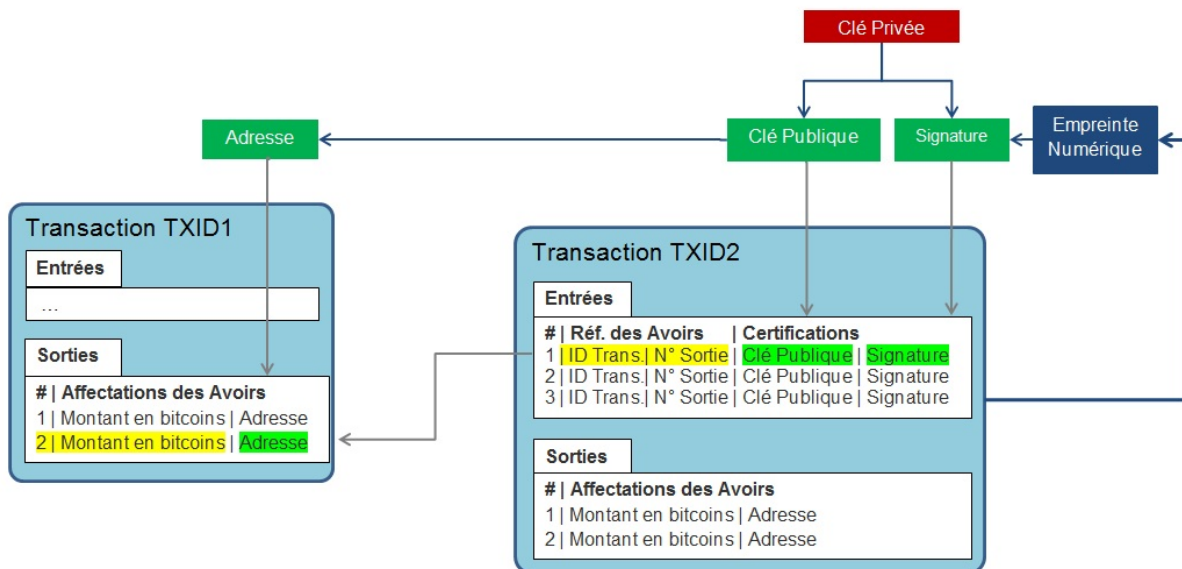 Clé Privée
Adresse
Clé Publique
Signature
Empreinte
Numérique
Transaction TXID1
Entrées
...
Sorties
# | Affectations des Avoirs
1 | Montant en bitcoins | Adresse
2 | Montant en bitcoins | Adresse
Transaction TXID2
Entrées
# | Réf. des Avoirs | Certifications
1 | ID Trans.| N° Sortie | Clé Publique | Signature
2 | ID Trans.| N° Sortie | Clé Publique | Signature
3 | ID Trans.| N° Sortie | Clé Publique | Signature
Sorties
# | Affectations des Avoirs
1 | Montant en bitcoins | Adresse
2 | Montant en bitcoins | Adresse